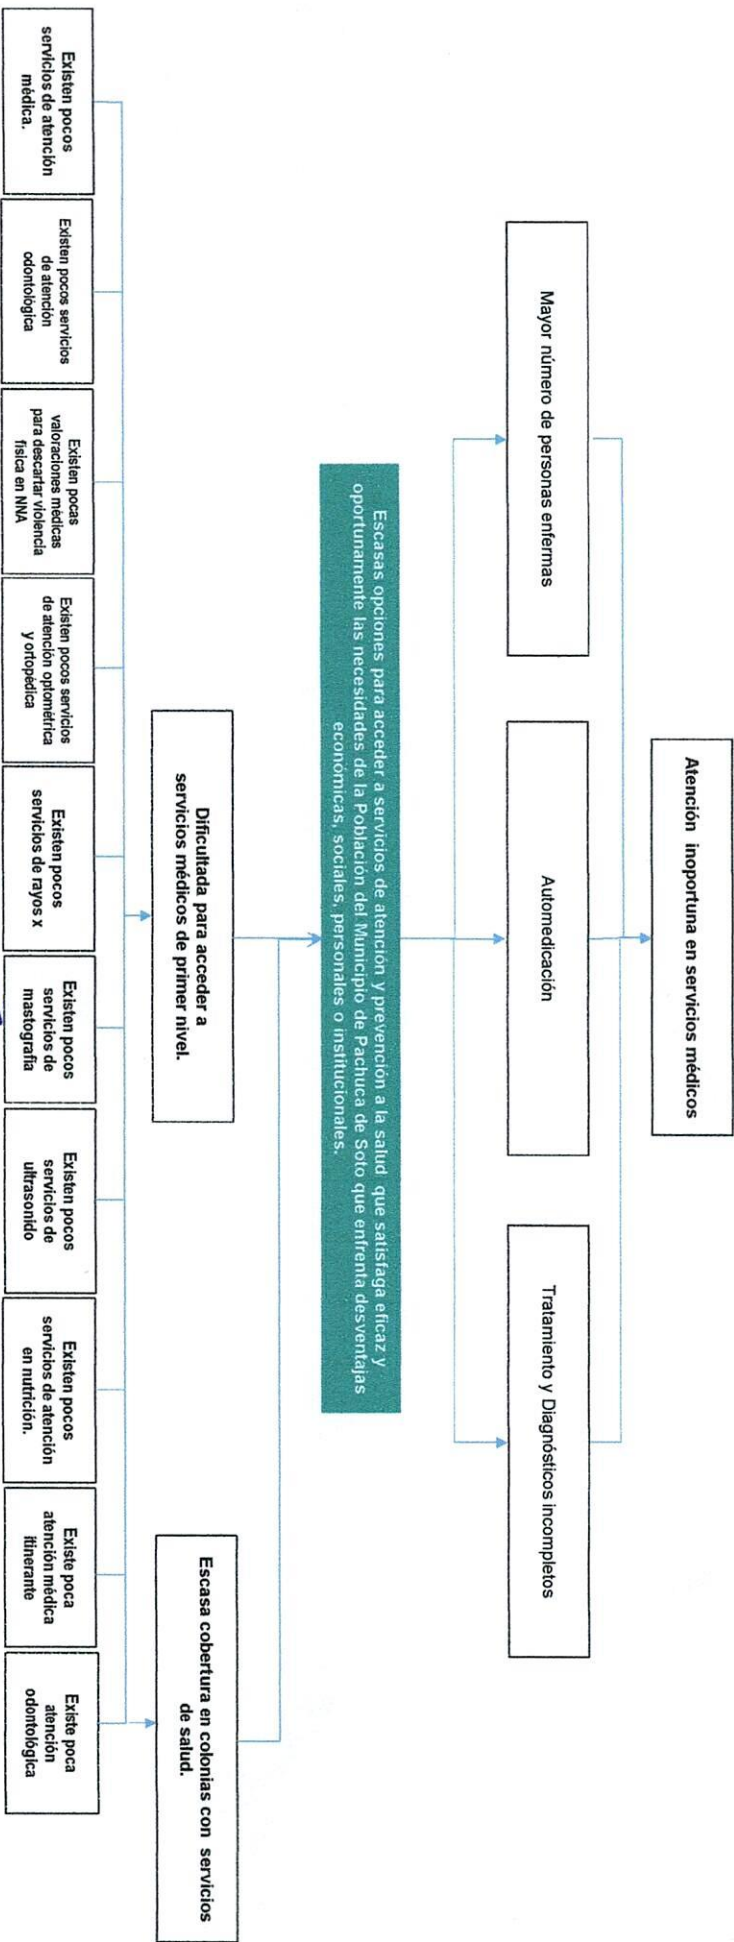 Atención inoportuna en servicios médicos
Mayor número de personas enfermas
Automedicación
Tratamiento y Diagnósticos incompletos
Escasas opciones para acceder a servicios de atención y prevención a la salud que satisfaga eficaz y
oportunamente las necesidades de la Población del Municipio de Pachuca de Soto que enfrenta desventajas
económicas, sociales, personales o institucionales.
Dificultada para acceder a
servicios médicos de primer nivel.
Escasa cobertura en colonias con servicios
de salud.
Existen pocos
servicios de atención
médica.
Existen pocos servicios
de atención
odontológica
Existen pocas
valoraciones médicas
para descartar violencia
física en NNA
Existen pocos servicios
de atención optométrica
y ortopédica
Existen pocos
servicios de rayos x
Existen pocos
servicios de
mastografía
Existen pocos
servicios de
ultrasonido
Existen pocos
servicios de atención
en nutrición.
Existe poca
atención médica
itinerante
Existe poca
atención
odontológica